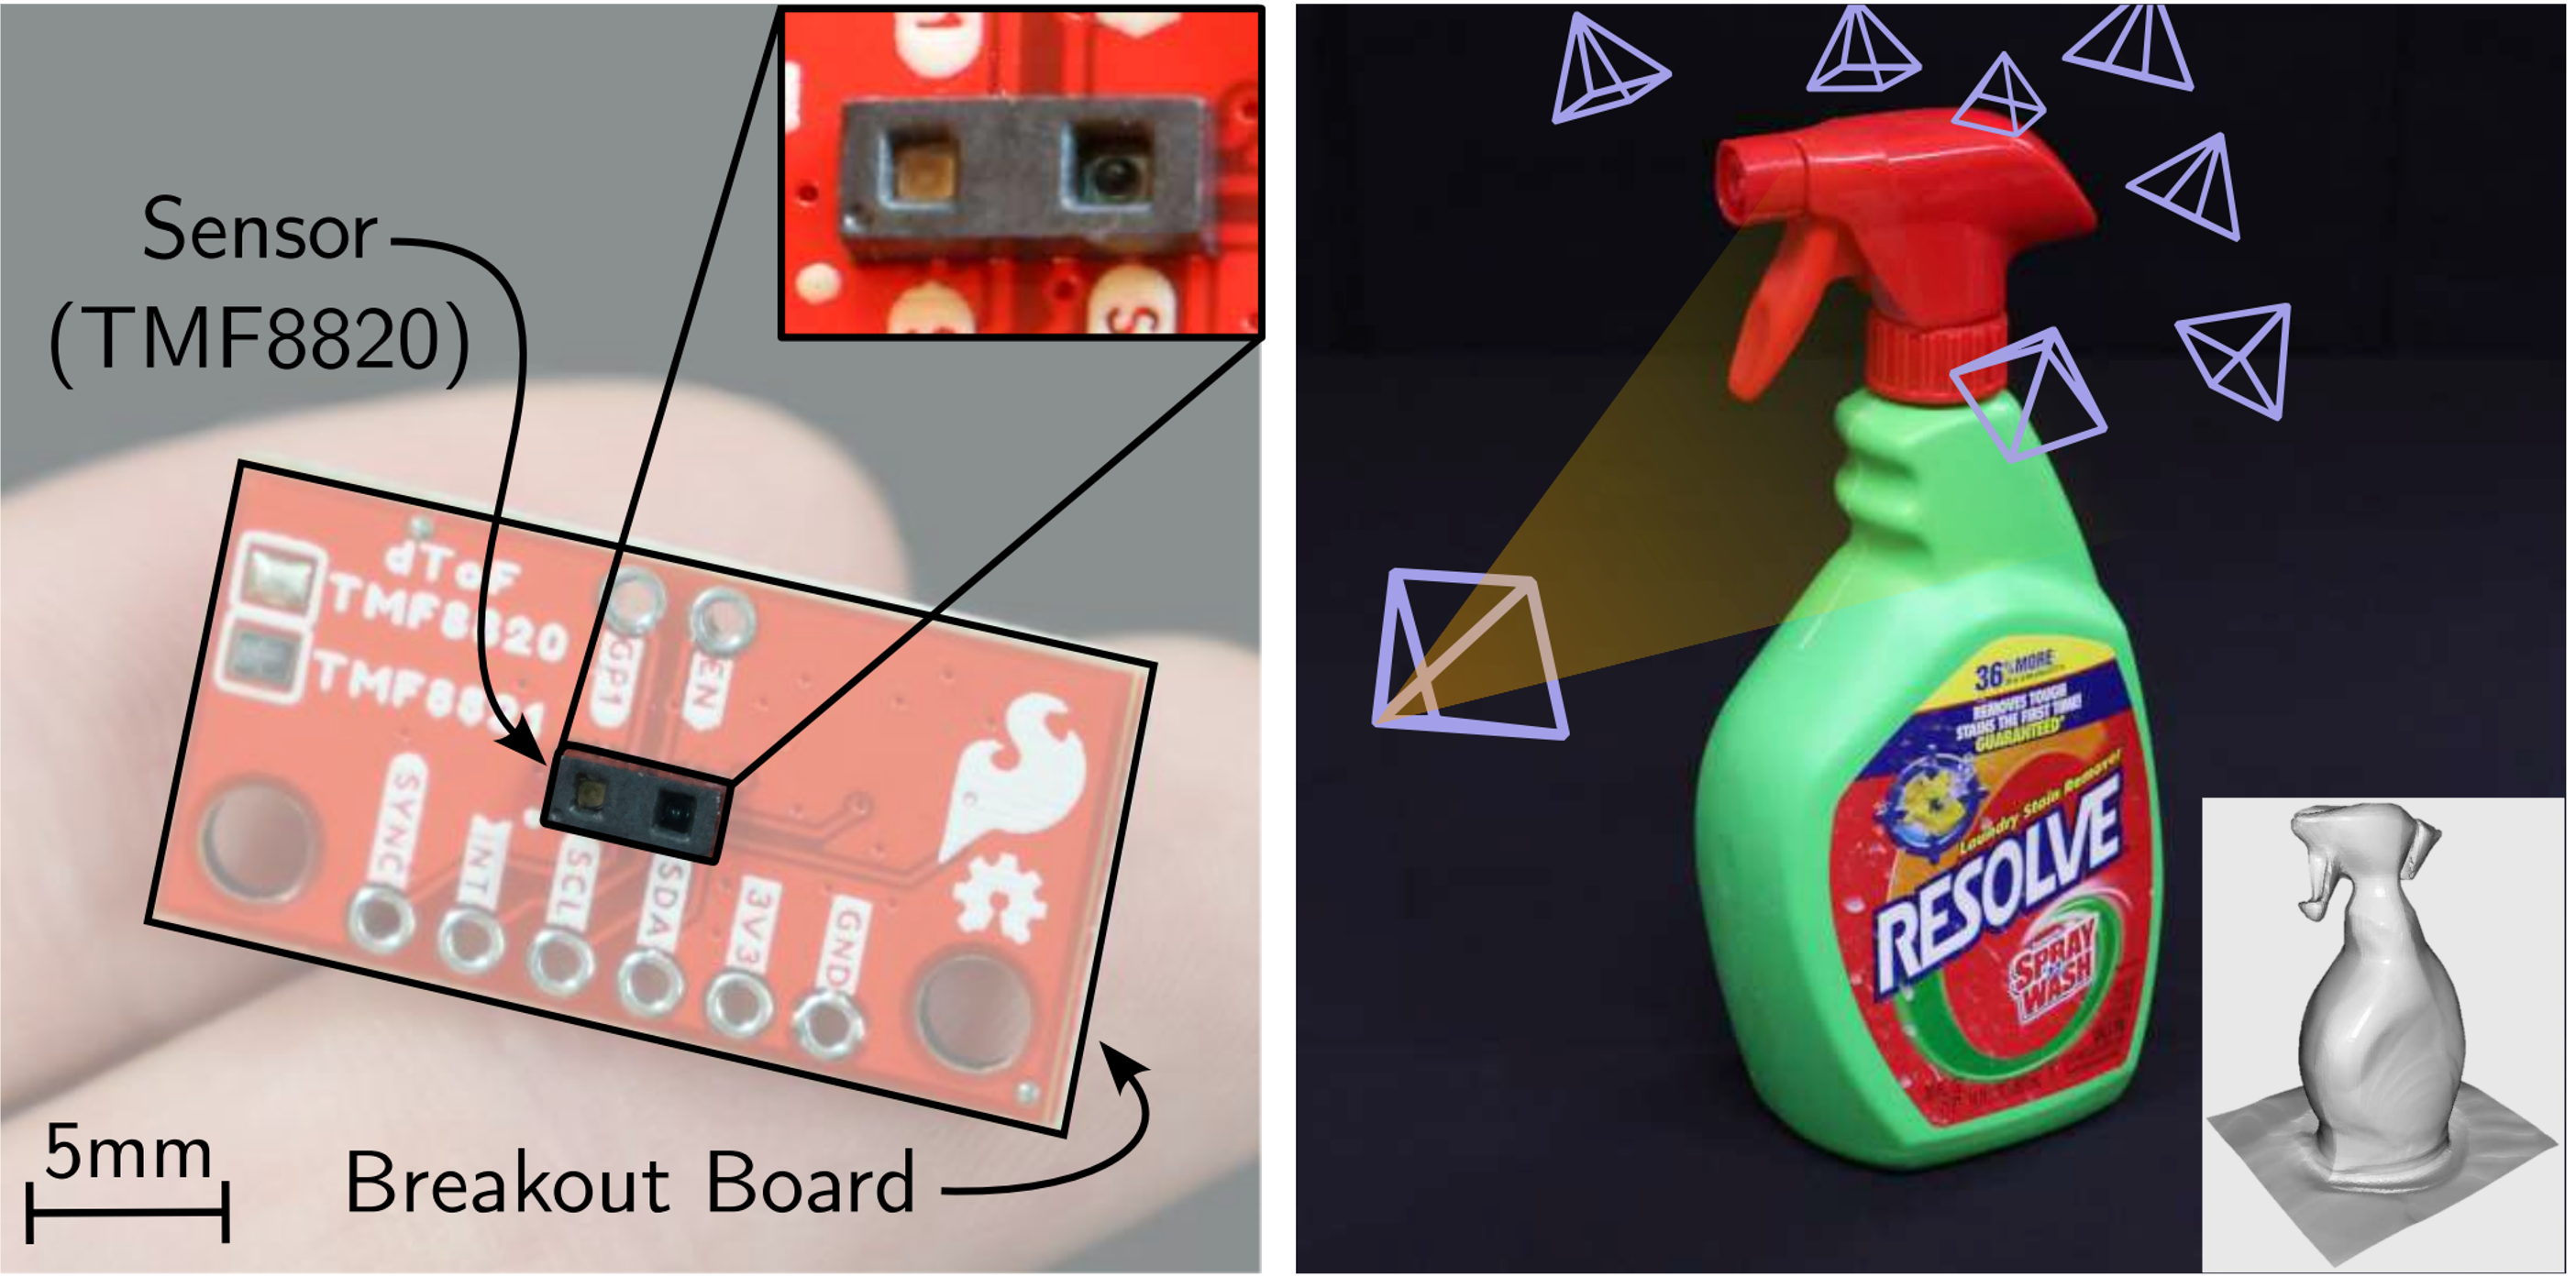 Sensor
(TMF8820)
dToF
TMF8820
TMF8821
GP1
EN
SYNC
INT
SCL
SDA
3V3
GND
5mm
Breakout Board
36% MORE
REMOVES TOUGH
STAINS THE FIRST TIME!
GUARANTEED*
Laundry Stain Remover
RESOLVE
SPRAY
WASH